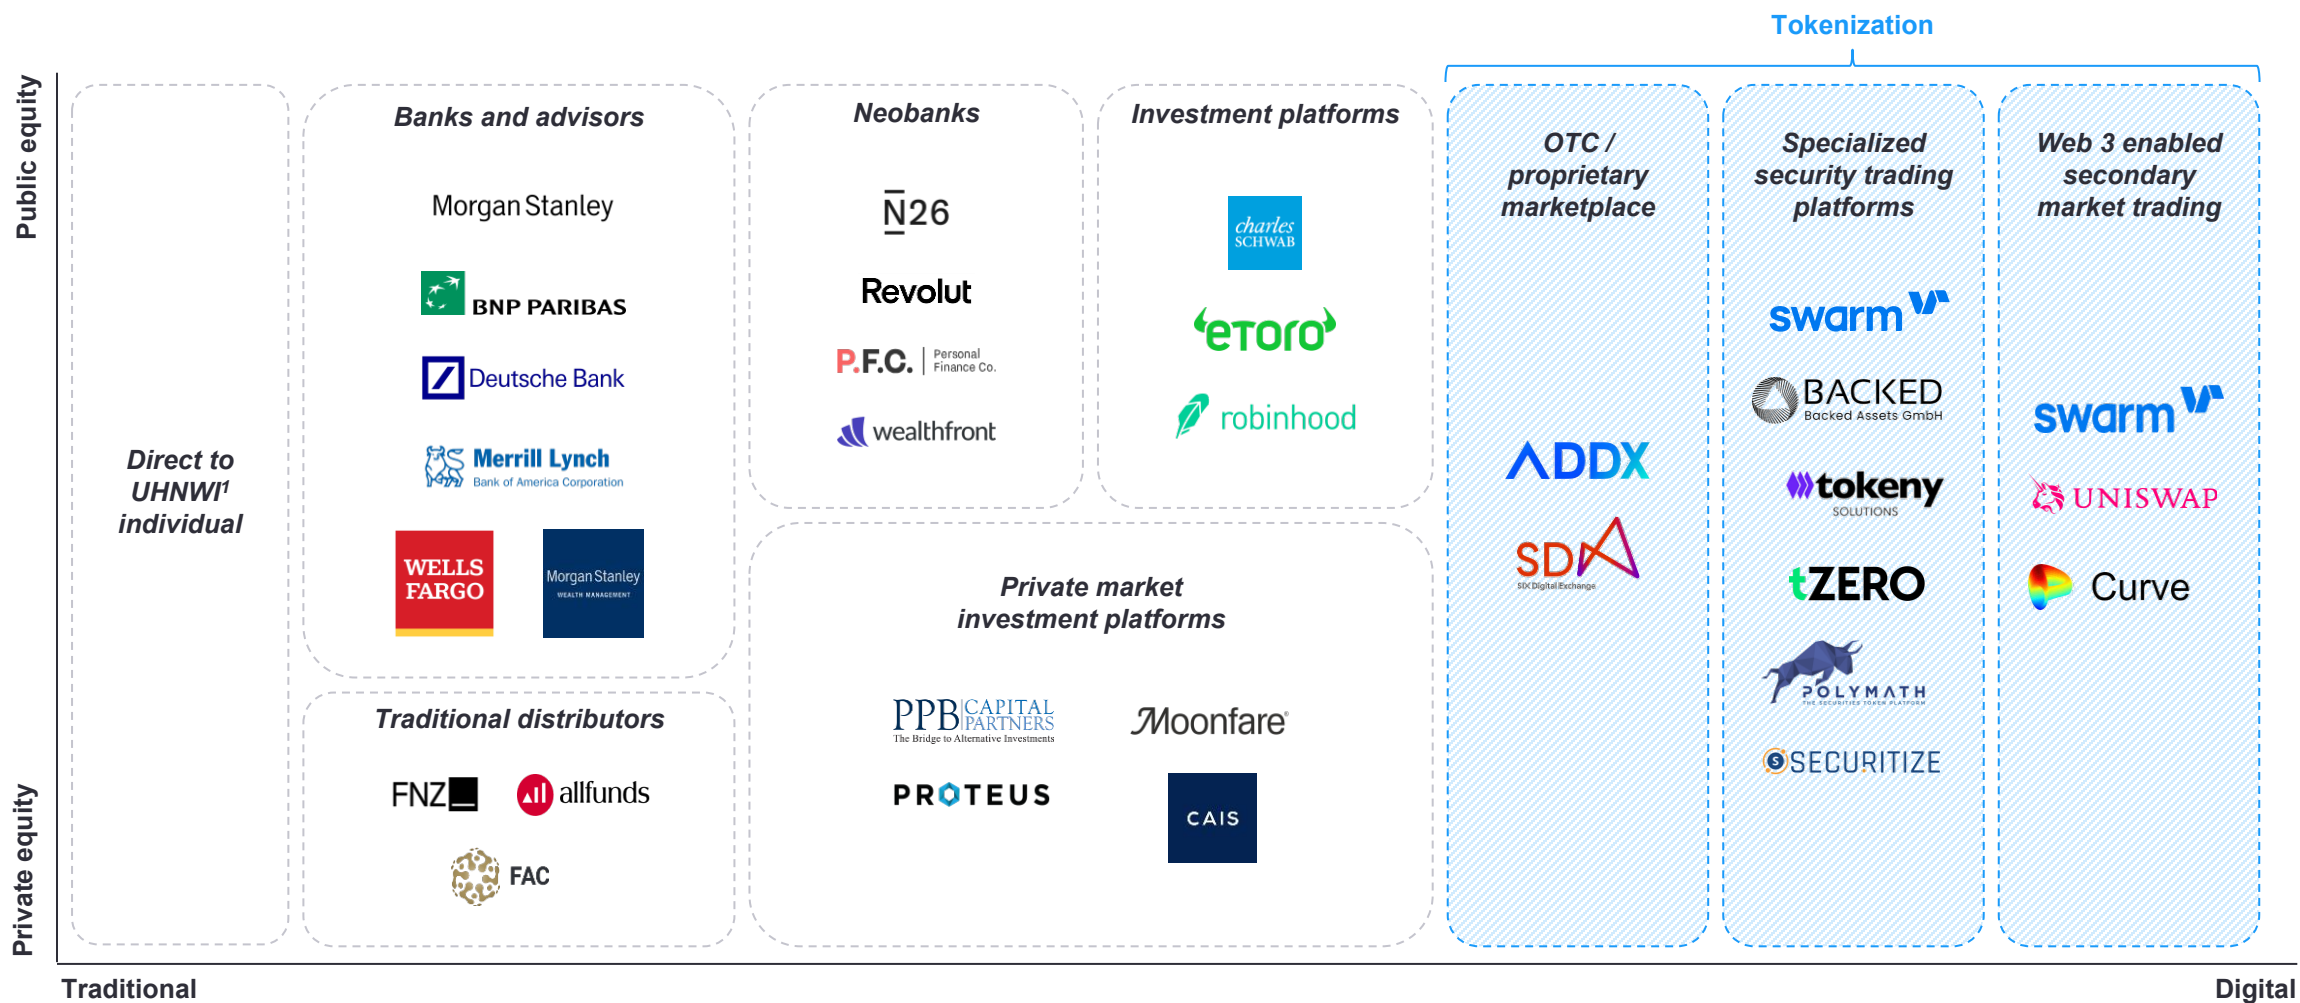 Tokenization
Public equity
Private equity
Direct to
UHNWI¹
individual
Banks and advisors
Morgan Stanley
BNP PARIBAS
Deutsche Bank
Merrill Lynch
Bank of America Corporation
WELLS
FARGO
Morgan Stanley
WEALTH MANAGEMENT
Traditional distributors
FNZ
allfunds
FAC
Neobanks
N26
Revolut
P.F.C. | Personal
Finance Co.
wealthfront
Investment platforms
charles
SCHWAB
eToro
robinhood
Private market
investment platforms
PPB CAPITAL
PARTNERS
The Bridge to Alternative Investments
Moonfare®
PROTEUS
CAIS
OTC /
proprietary
marketplace
ADDX
SDX
SIX Digital Exchange
Specialized
security trading
platforms
swarm
BACKED
Backed Assets GmbH
tokeny
SOLUTIONS
tZERO
POLYMATH
THE SECURITIES TOKEN PLATFORM
SECURITIZE
Web 3 enabled
secondary
market trading
swarm
UNISWAP
Curve
Traditional
Digital